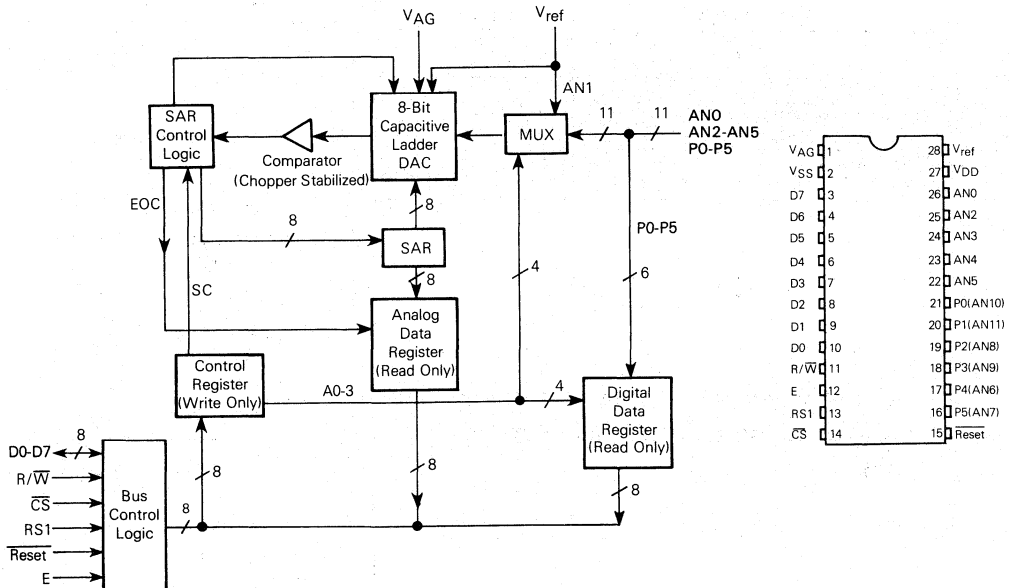 VAG
Vref
AN1
8-Bit
Capacitive
Ladder
DAC
SAR
Control
Logic
Comparator
(Chopper Stabilized)
MUX
11
11
AN0
AN2-AN5
P0-P5
EOC
8
8
SAR
8
4
P0-P5
6
SC
Analog
Data
Register
(Read Only)
Control
Register
(Write Only)
A0-3
4
Digital
Data
Register
(Read Only)
8
8
8
8
D0-D7
8
R/W̅
C̅S̅
RS1
R̅e̅s̅e̅t̅
E
Bus
Control
Logic
VAG 1 28 Vref
VSS 2 27 VDD
D7 3 26 AN0
D6 4 25 AN2
D5 5 24 AN3
D4 6 23 AN4
D3 7 22 AN5
D2 8 21 P0(AN10)
D1 9 20 P1(AN11)
D0 10 19 P2(AN8)
R/W̅ 11 18 P3(AN9)
E 12 17 P4(AN6)
RS1 13 16 P5(AN7)
C̅S̅ 14 15 R̅e̅s̅e̅t̅